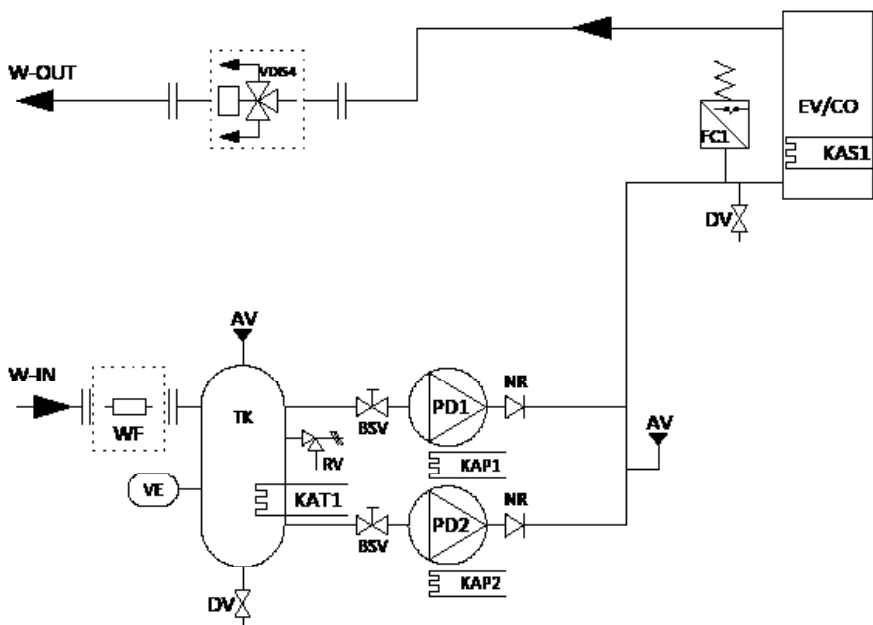 W-OUT
VDIS4
EV/CO
FC1
KAS1
DV
AV
W-IN
WF
TK
BSV
PD1
NR
AV
RV
KAP1
VE
KAT1
NR
PD2
BSV
KAP2
DV